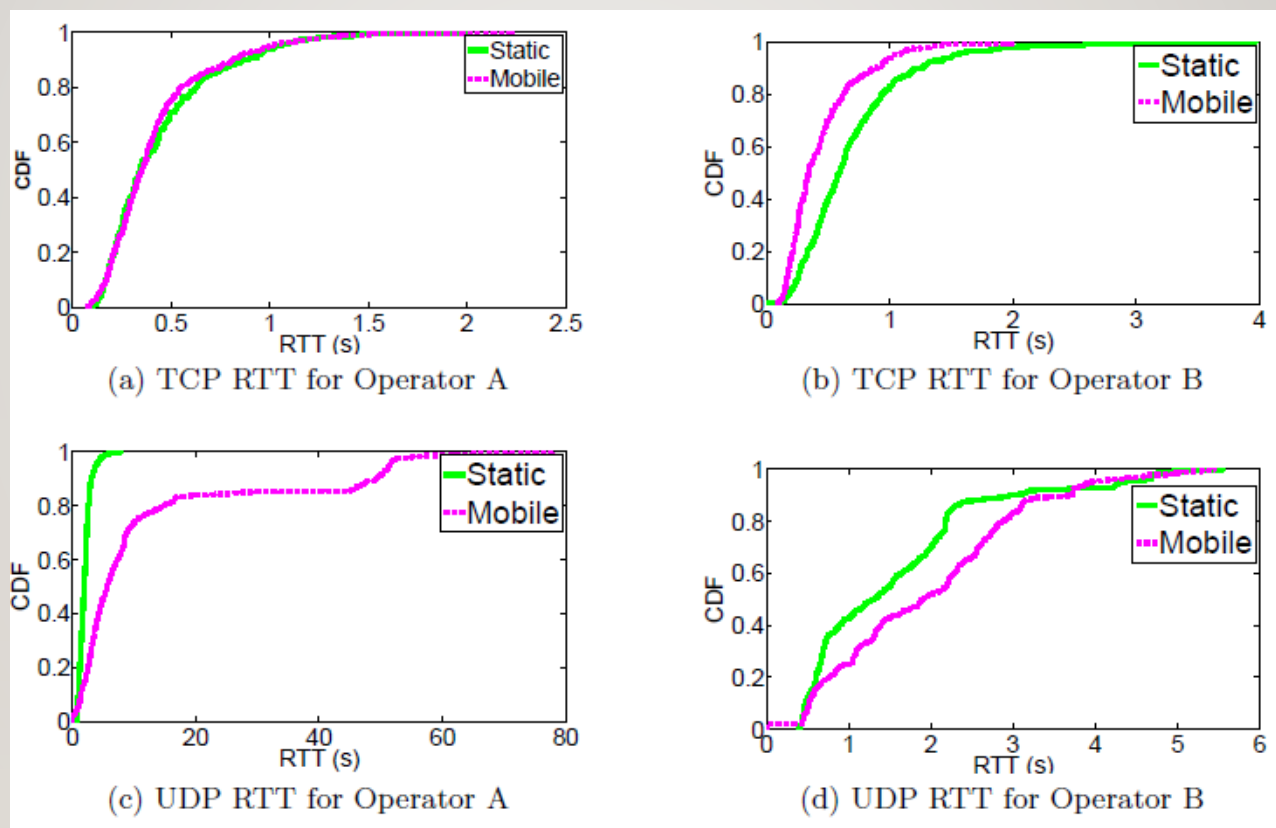 1
0.8
0.6
0.4
0.2
0
CDF
0 0.5 1 1.5 2 2.5
RTT (s)
Static
Mobile
(a) TCP RTT for Operator A
1
0.8
0.6
0.4
0.2
0
CDF
0 1 2 3 4
RTT (s)
Static
Mobile
(b) TCP RTT for Operator B
1
0.8
0.6
0.4
0.2
0
CDF
0 20 40 60 80
RTT (s)
Static
Mobile
(c) UDP RTT for Operator A
1
0.8
0.6
0.4
0.2
0
CDF
0 1 2 3 4 5 6
RTT (s)
Static
Mobile
(d) UDP RTT for Operator B